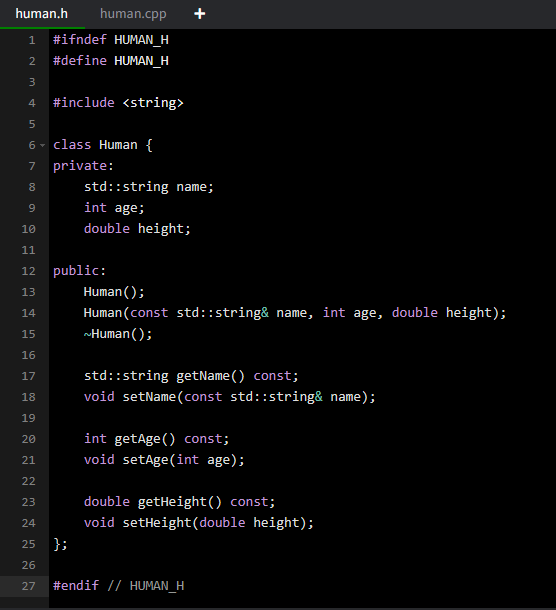 human.h human.cpp +
1 #ifndef HUMAN_H
2 #define HUMAN_H
3
4 #include <string>
5
6 class Human {
7 private:
8     std::string name;
9     int age;
10     double height;
11
12 public:
13     Human();
14     Human(const std::string& name, int age, double height);
15     ~Human();
16
17     std::string getName() const;
18     void setName(const std::string& name);
19
20     int getAge() const;
21     void setAge(int age);
22
23     double getHeight() const;
24     void setHeight(double height);
25 };
26
27 #endif // HUMAN_H